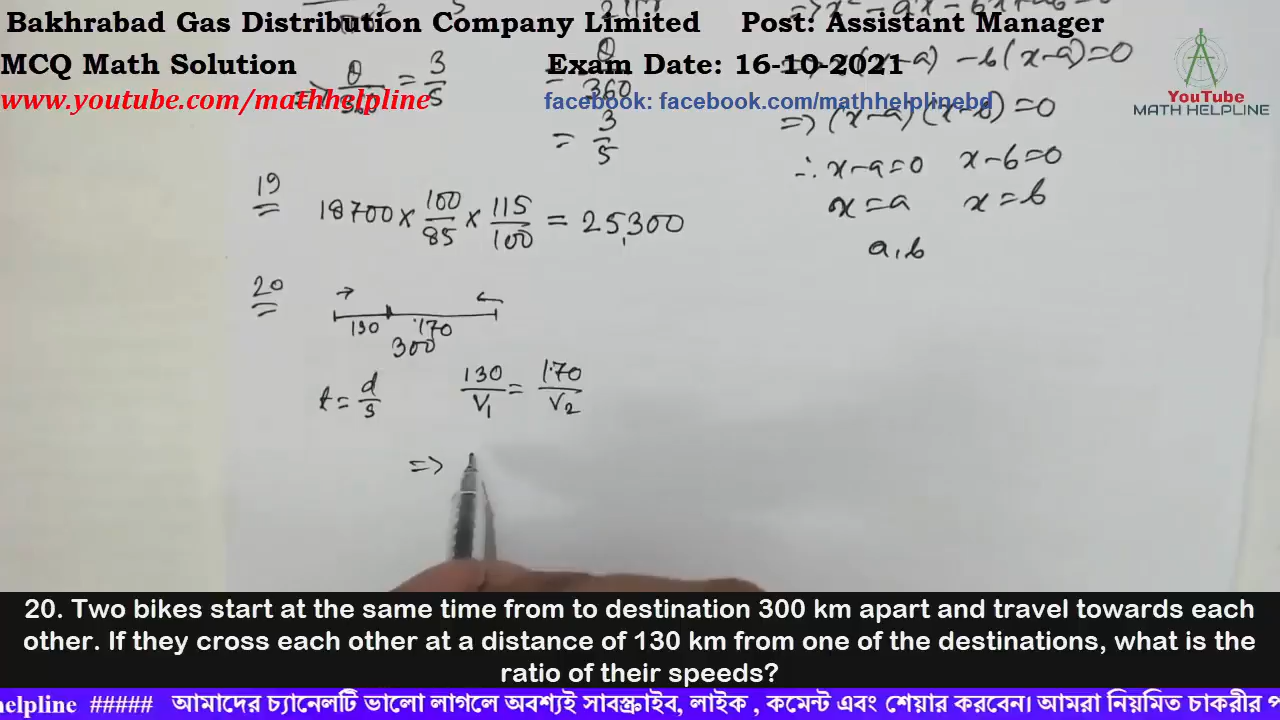 Bakhrabad Gas Distribution Company Limited Post: Assistant Manager
MCQ Math Solution Exam Date: 16-10-2021
www.youtube.com/mathhelpline facebook: facebook.com/mathhelplinebd
YouTube
MATH HELPLINE
θ/360 = 3/5
θ/360
= 3/5
=> x(x-a) -b(x-a)=0
=> (x-a)(x-b)=0
∴ x-a=0 x-b=0
x=a x=b
a,b
19
18700 × 100/85 × 115/100 = 25,300
20
130 170
300
t = d/s 130/V₁ = 170/V₂
=>
20. Two bikes start at the same time from to destination 300 km apart and travel towards each
other. If they cross each other at a distance of 130 km from one of the destinations, what is the
ratio of their speeds?
helpline ##### আমাদের চ্যানেলটি ভালো লাগলে অবশ্যই সাবস্ক্রাইব, লাইক , কমেন্ট এবং শেয়ার করবেন। আমরা নিয়মিত চাকরীর